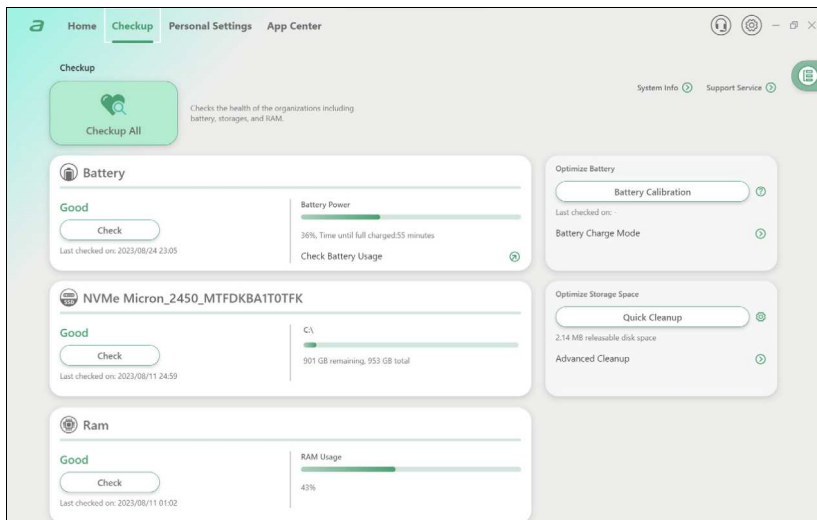 Home Checkup Personal Settings App Center
Checkup
Checkup All
Checks the health of the organizations including
battery, storages, and RAM.
System Info
Support Service
Battery
Good
Check
Last checked on: 2023/08/24 23:05
Battery Power
36%, Time until full charged:55 minutes
Check Battery Usage
Optimize Battery
Battery Calibration
Last checked on: -
Battery Charge Mode
SSD
NVMe Micron_2450_MTFDKBA1T0TFK
Good
Check
Last checked on: 2023/08/11 24:59
C:\
901 GB remaining, 953 GB total
Optimize Storage Space
Quick Cleanup
2.14 MB releasable disk space
Advanced Cleanup
Ram
Good
Check
Last checked on: 2023/08/11 01:02
RAM Usage
43%